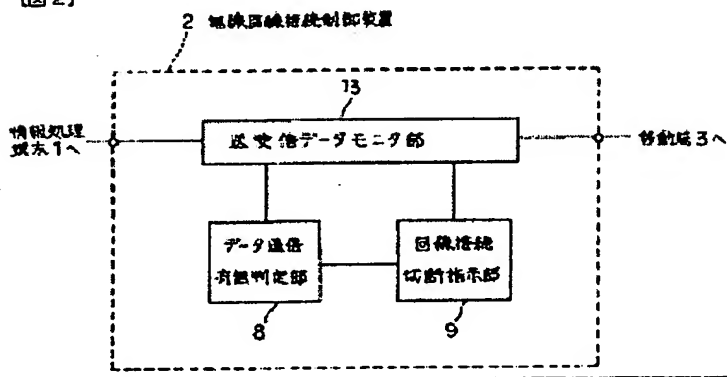 [図2]
2 無線回線接続制御装置
13
情報処理
端末1へ
送受信データモニタ部
移動局3へ
データ通信
有無判定部
回線接続
切断指示部
8
9